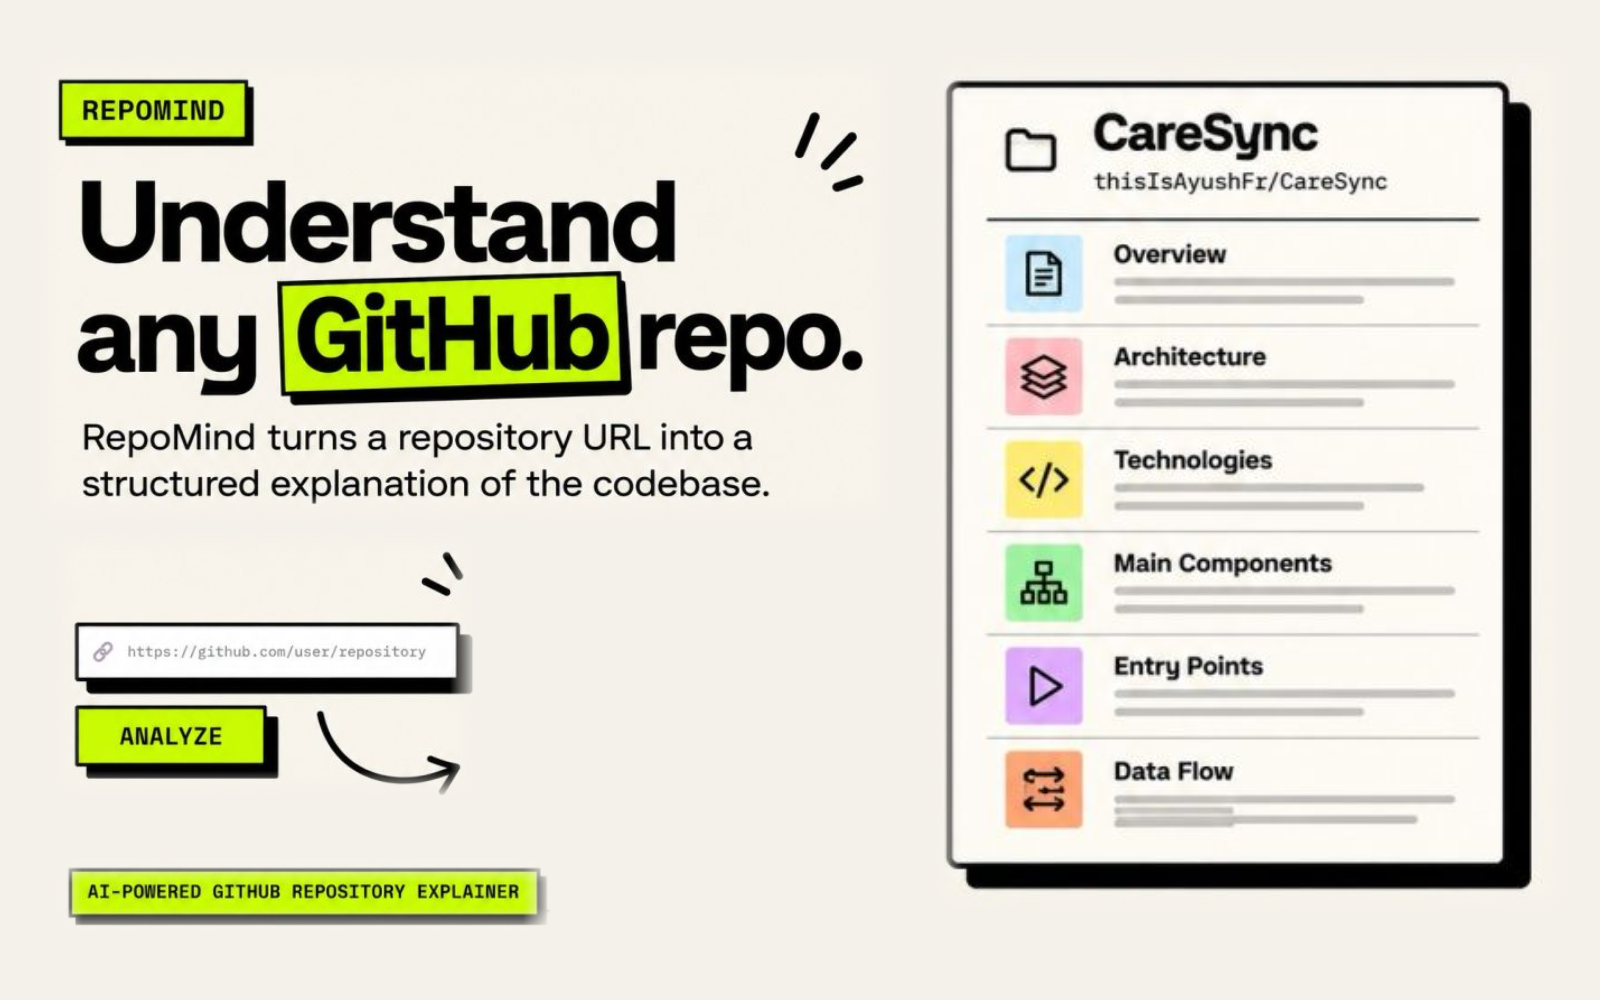 REPOMIND
Understand
any GitHub repo.
RepoMind turns a repository URL into a
structured explanation of the codebase.
https://github.com/user/repository
ANALYZE
AI-POWERED GITHUB REPOSITORY EXPLAINER
CareSync
thisIsAyushFr/CareSync
Overview
Architecture
Technologies
Main Components
Entry Points
Data Flow